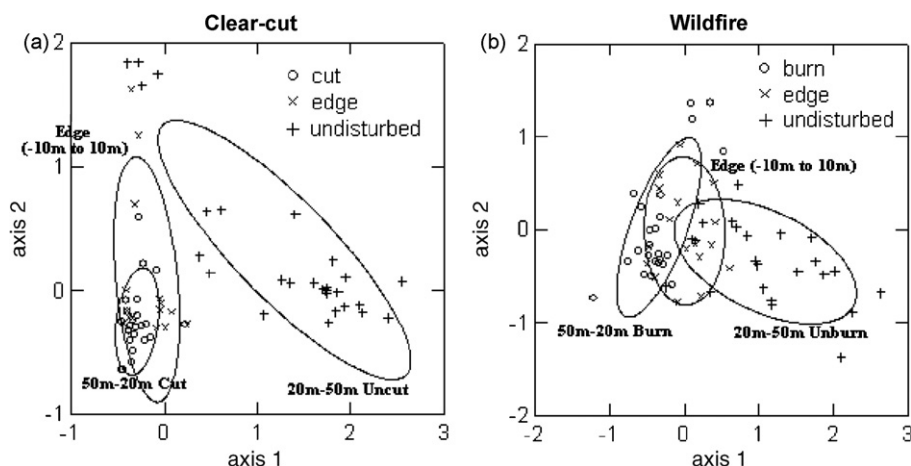 Clear-cut
(a)
2
1
0
-1
-1
0
1
2
3
axis 2
axis 1
cut
edge
undisturbed
Edge
(-10m to 10m)
50m-20m Cut
20m-50m Uncut
Wildfire
(b)
2
1
0
-1
-2
-2
-1
0
1
2
3
axis 2
axis 1
burn
edge
undisturbed
Edge (-10m to 10m)
50m-20m Burn
20m-50m Unburn